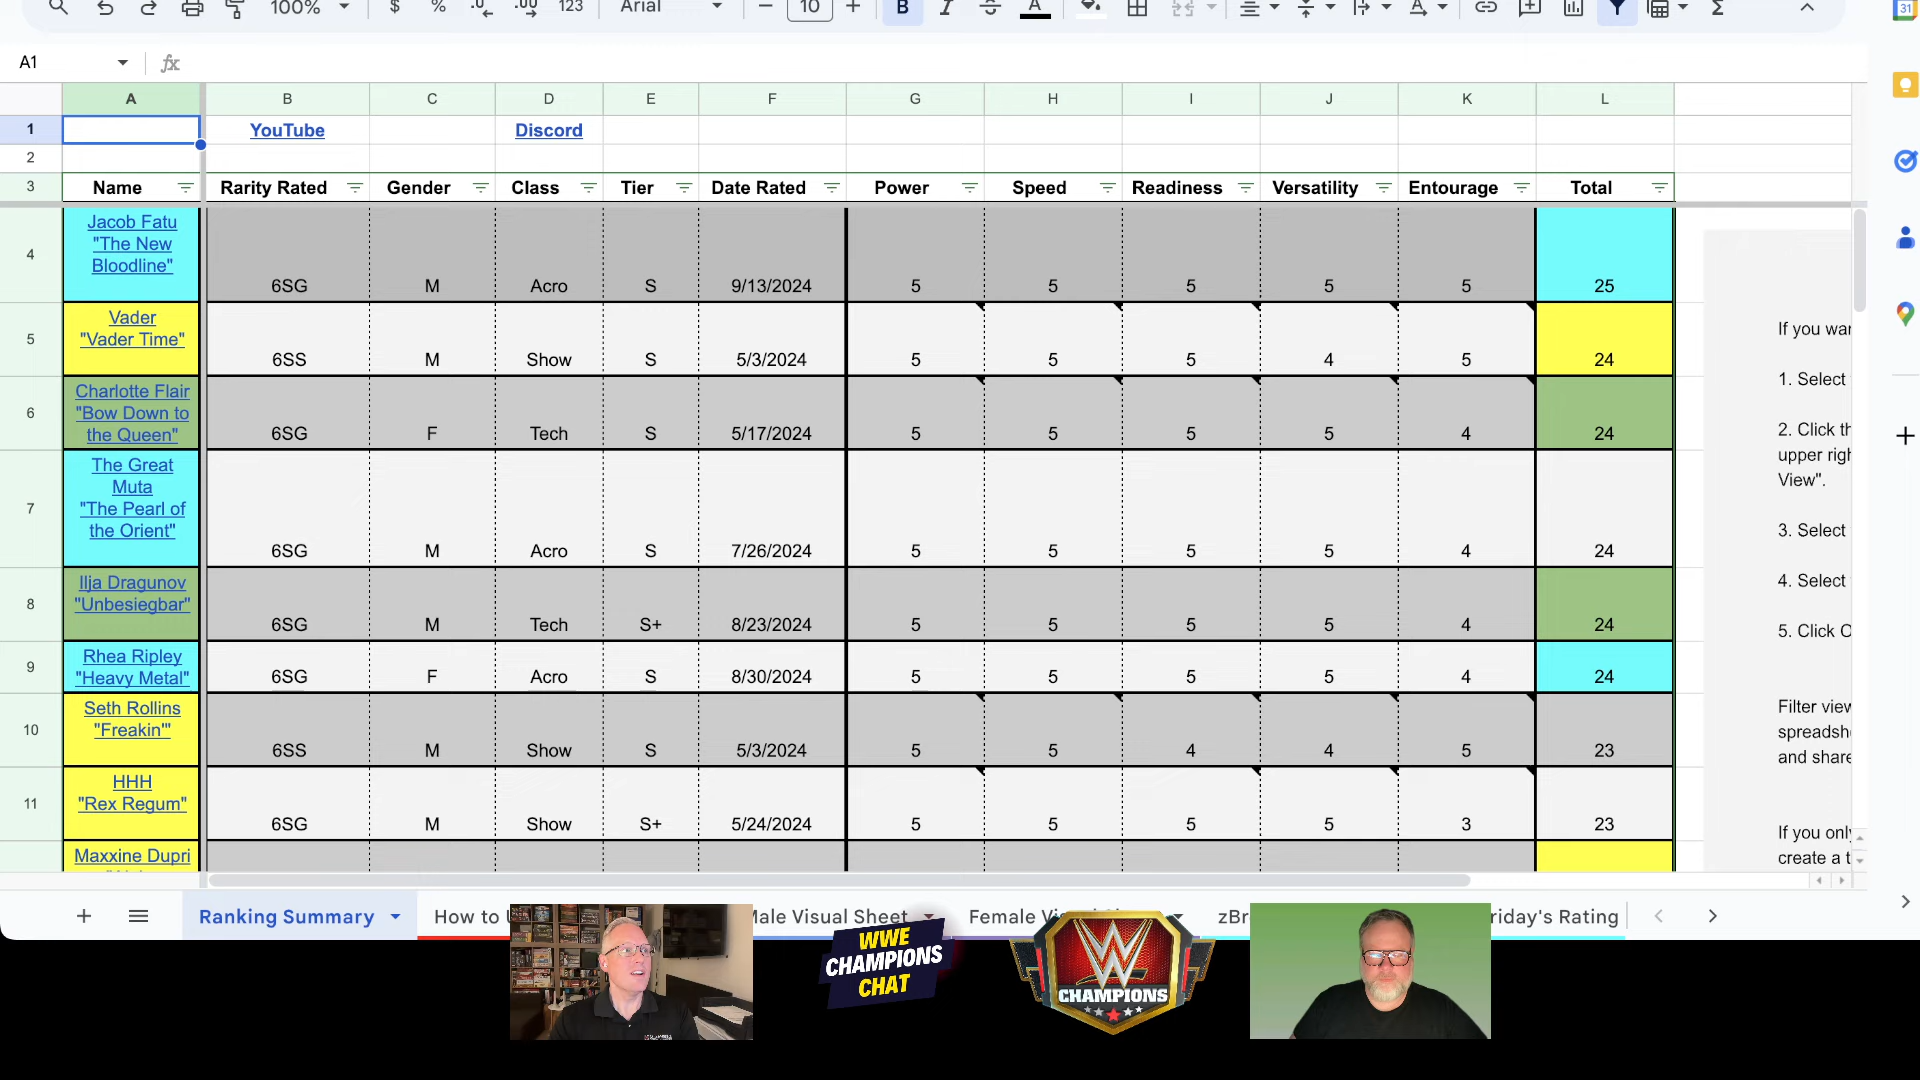 100% $ % .0 .00 123 Arial 10 B I A Σ 31
A1 fx
A B C D E F G H I J K L
1 YouTube Discord
2
3 Name Rarity Rated Gender Class Tier Date Rated Power Speed Readiness Versatility Entourage Total
4 Jacob Fatu
"The New
Bloodline" 6SG M Acro S 9/13/2024 5 5 5 5 5 25
5 Vader
"Vader Time" 6SS M Show S 5/3/2024 5 5 5 4 5 24
6 Charlotte Flair
"Bow Down to
the Queen" 6SG F Tech S 5/17/2024 5 5 5 5 4 24
7 The Great
Muta
"The Pearl of
the Orient" 6SG M Acro S 7/26/2024 5 5 5 5 4 24
8 Ilja Dragunov
"Unbesiegbar" 6SG M Tech S+ 8/23/2024 5 5 5 5 4 24
9 Rhea Ripley
"Heavy Metal" 6SG F Acro S 8/30/2024 5 5 5 5 4 24
10 Seth Rollins
"Freakin'" 6SS M Show S 5/3/2024 5 5 4 4 5 23
11 HHH
"Rex Regum" 6SG M Show S+ 5/24/2024 5 5 5 5 3 23
Maxxine Dupri
If you
1. Select
2. Click
upper
View".
3. Select
4. Select
5. Click
Filter
and share
If you
create a
Ranking Summary How to Male Visual Sheet Female riday's Rating
WWE
CHAMPIONS
CHAT
W
CHAMPIONS